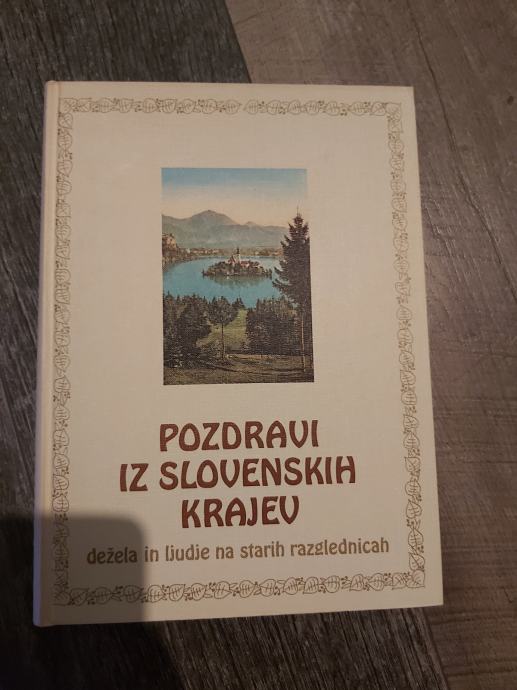 POZDRAVI
IZ SLOVENSKIH
KRAJEV
dežela in ljudje na starih razglednicah